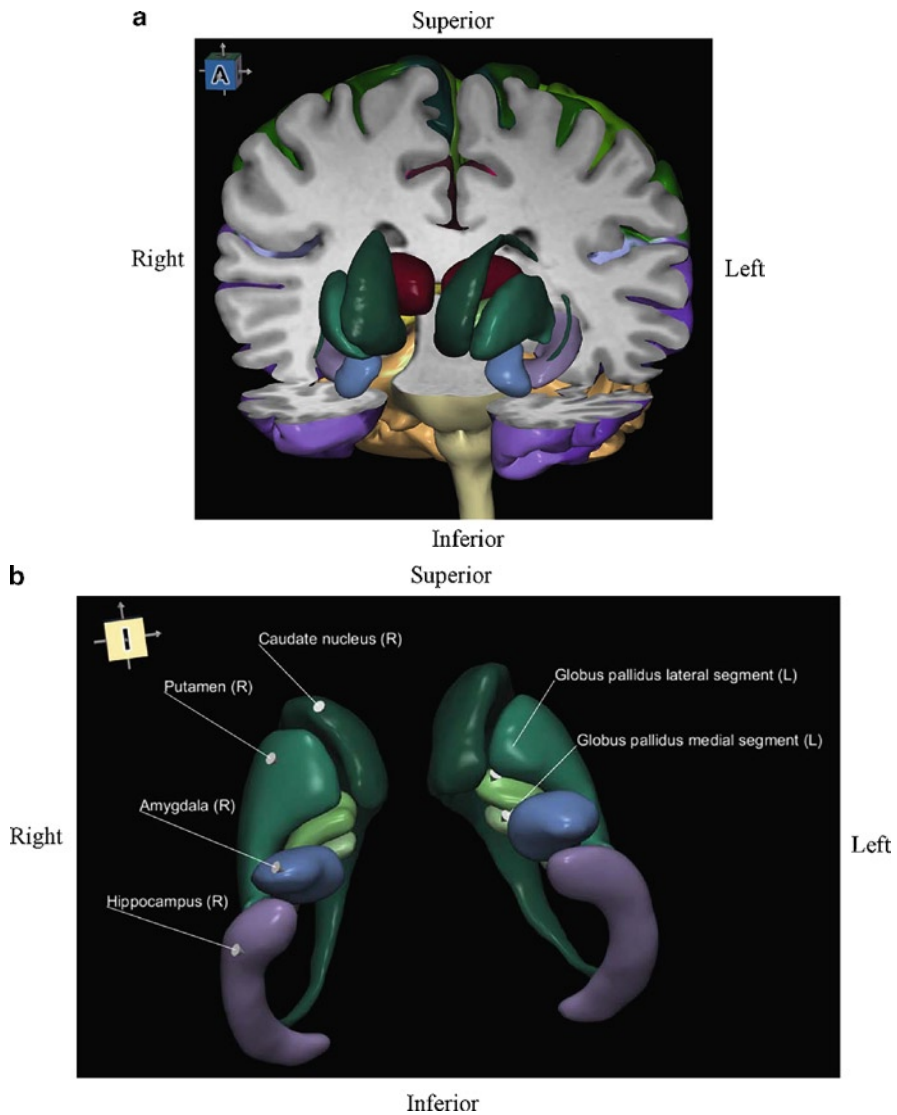 a
Superior
A
Right
Left
Inferior
b
Superior
I
Caudate nucleus (R)
Globus pallidus lateral segment (L)
Putamen (R)
Globus pallidus medial segment (L)
Amygdala (R)
Right
Left
Hippocampus (R)
Inferior